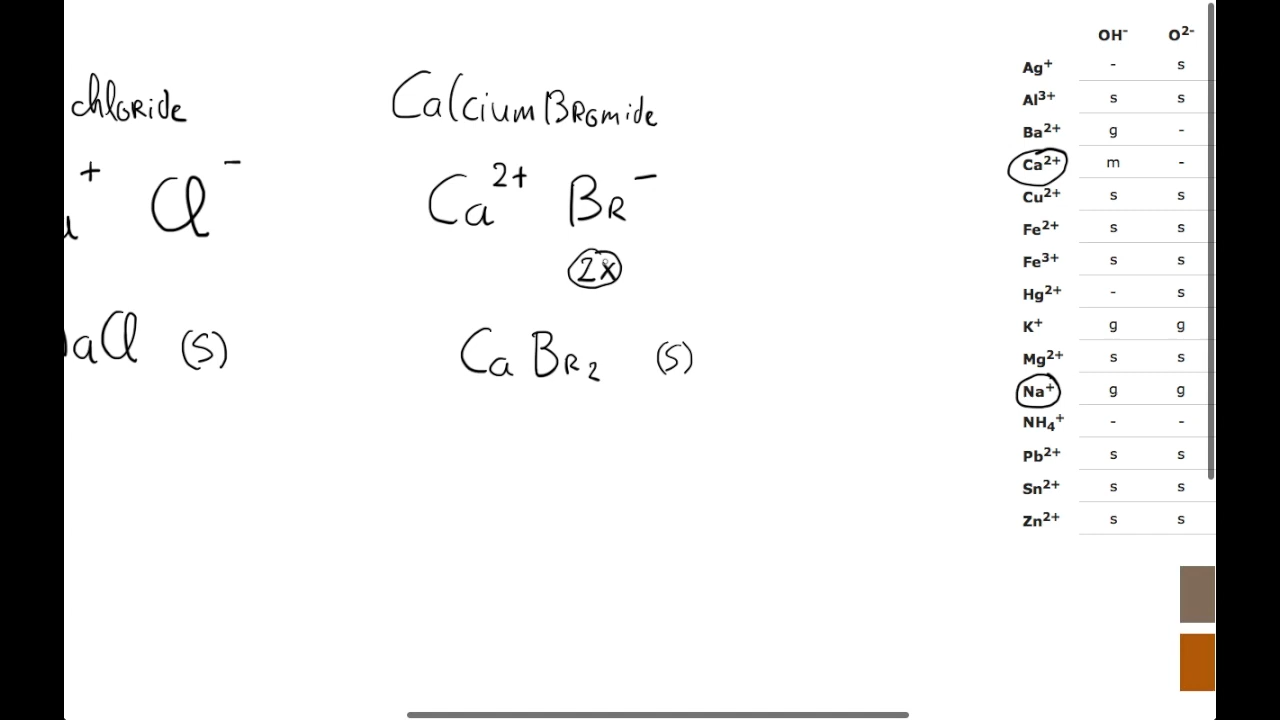 chloride
Calcium Bromide
+ Cl⁻
Ca²⁺ Br⁻
2x
aCl (s)
CaBr₂ (s)
OH⁻ O²⁻
Ag⁺ - s
Al³⁺ s s
Ba²⁺ g -
Ca²⁺ m -
Cu²⁺ s s
Fe²⁺ s s
Fe³⁺ s s
Hg²⁺ - s
K⁺ g g
Mg²⁺ s s
Na⁺ g g
NH₄⁺ - -
Pb²⁺ s s
Sn²⁺ s s
Zn²⁺ s s